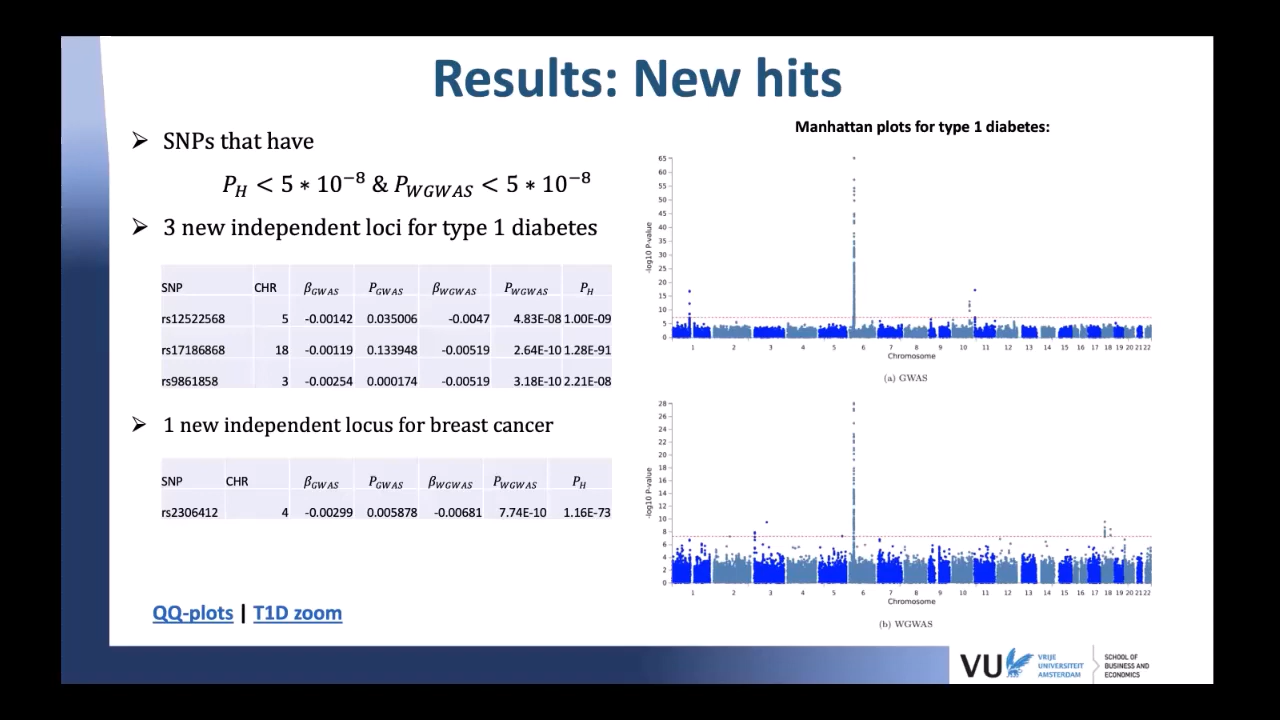 Results: New hits
➢ SNPs that have
P_H < 5 ∗ 10⁻⁸ & P_WGWAS < 5 ∗ 10⁻⁸
➢ 3 new independent loci for type 1 diabetes
SNP CHR β_GWAS P_GWAS β_WGWAS P_WGWAS P_H
rs12522568 5 -0.00142 0.035006 -0.0047 4.83E-08 1.00E-09
rs17186868 18 -0.00119 0.133948 -0.00519 2.64E-10 1.28E-91
rs9861858 3 -0.00254 0.000174 -0.00519 3.18E-10 2.21E-08
➢ 1 new independent locus for breast cancer
SNP CHR β_GWAS P_GWAS β_WGWAS P_WGWAS P_H
rs2306412 4 -0.00299 0.005878 -0.00681 7.74E-10 1.16E-73
QQ-plots | T1D zoom
Manhattan plots for type 1 diabetes:
65
60
55
50
45
40
35
30
25
20
15
10
5
0
-log10 P-value
1 2 3 4 5 6 7 8 9 10 11 12 13 14 15 16 17 18 19 20 21 22
Chromosome
(a) GWAS
28
26
24
22
20
18
16
14
12
10
8
6
4
2
0
-log10 P-value
1 2 3 4 5 6 7 8 9 10 11 12 13 14 15 16 17 18 19 20 21 22
Chromosome
(b) WGWAS
VU
VRIJE
UNIVERSITEIT
AMSTERDAM
SCHOOL OF
BUSINESS AND
ECONOMICS